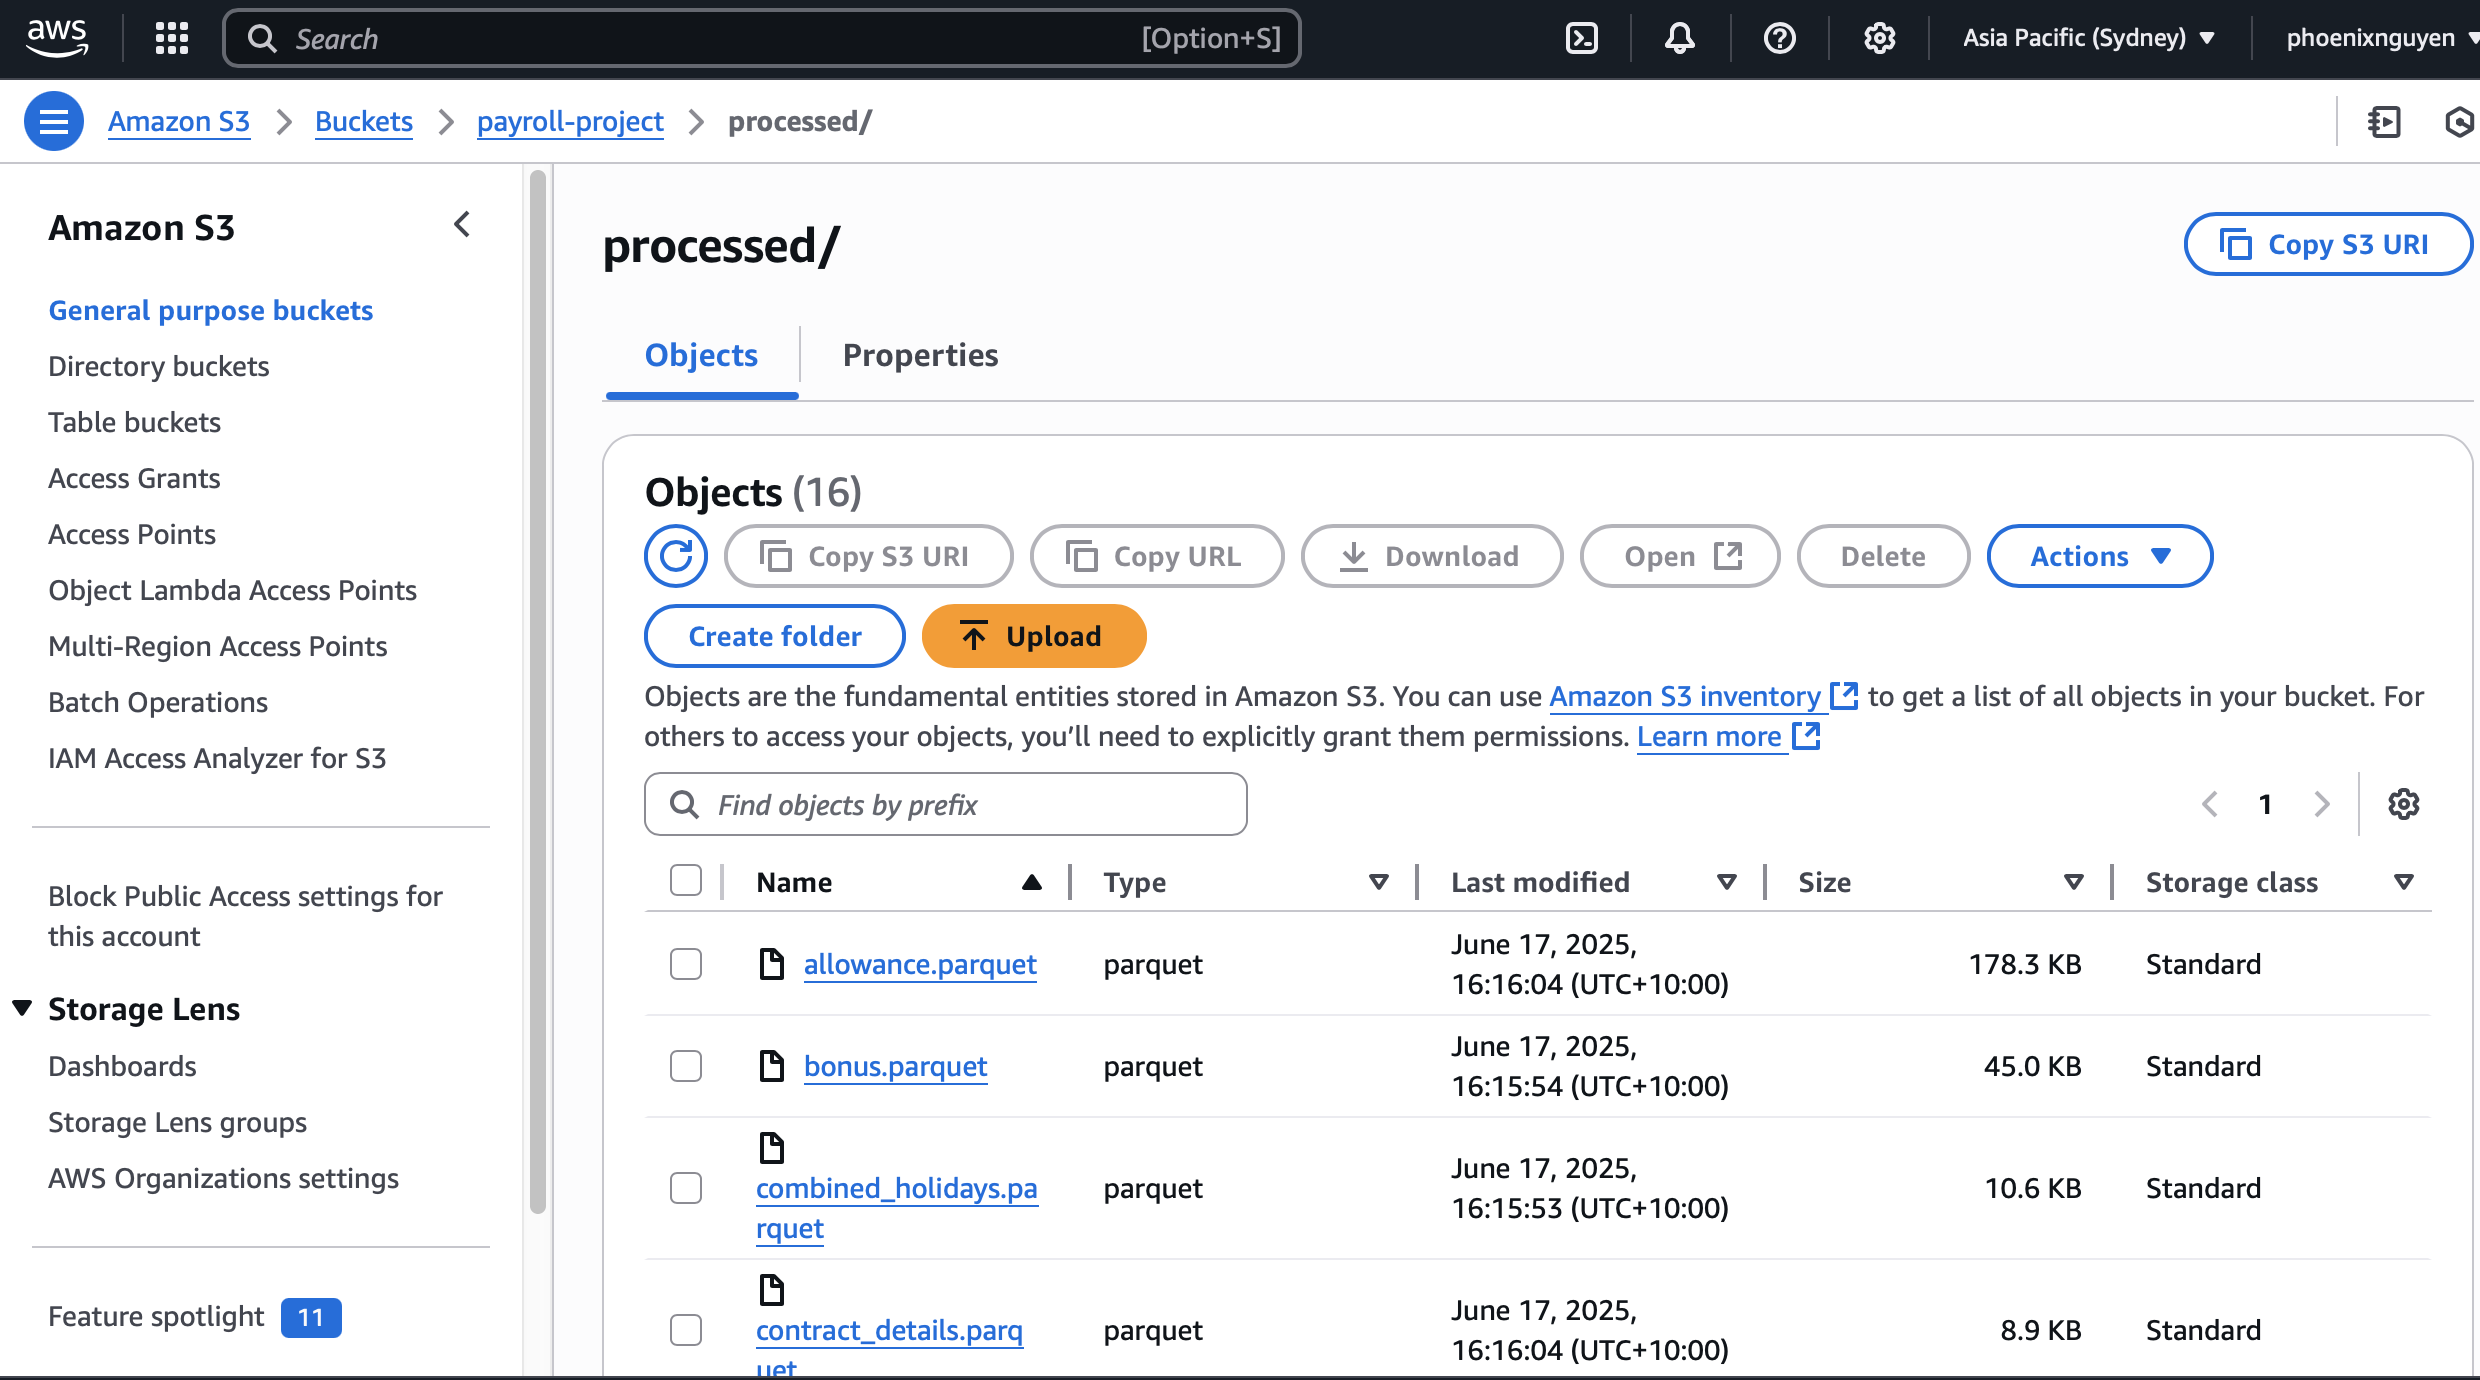 aws
Search [Option+S]
Asia Pacific (Sydney)
phoenixnguyen
Amazon S3
Buckets
payroll-project
processed/
Amazon S3
General purpose buckets
Directory buckets
Table buckets
Access Grants
Access Points
Object Lambda Access Points
Multi-Region Access Points
Batch Operations
IAM Access Analyzer for S3
Block Public Access settings for
this account
Storage Lens
Dashboards
Storage Lens groups
AWS Organizations settings
Feature spotlight 11
processed/
Copy S3 URI
Objects
Properties
Objects (16)
Copy S3 URI
Copy URL
Download
Open
Delete
Actions
Create folder
Upload
Objects are the fundamental entities stored in Amazon S3. You can use Amazon S3 inventory to get a list of all objects in your bucket. For
others to access your objects, you’ll need to explicitly grant them permissions. Learn more
Find objects by prefix
1
Name
Type
Last modified
Size
Storage class
allowance.parquet
parquet
June 17, 2025,
16:16:04 (UTC+10:00)
178.3 KB
Standard
bonus.parquet
parquet
June 17, 2025,
16:15:54 (UTC+10:00)
45.0 KB
Standard
combined_holidays.pa
rquet
parquet
June 17, 2025,
16:15:53 (UTC+10:00)
10.6 KB
Standard
contract_details.parq
uet
parquet
June 17, 2025,
16:16:04 (UTC+10:00)
8.9 KB
Standard